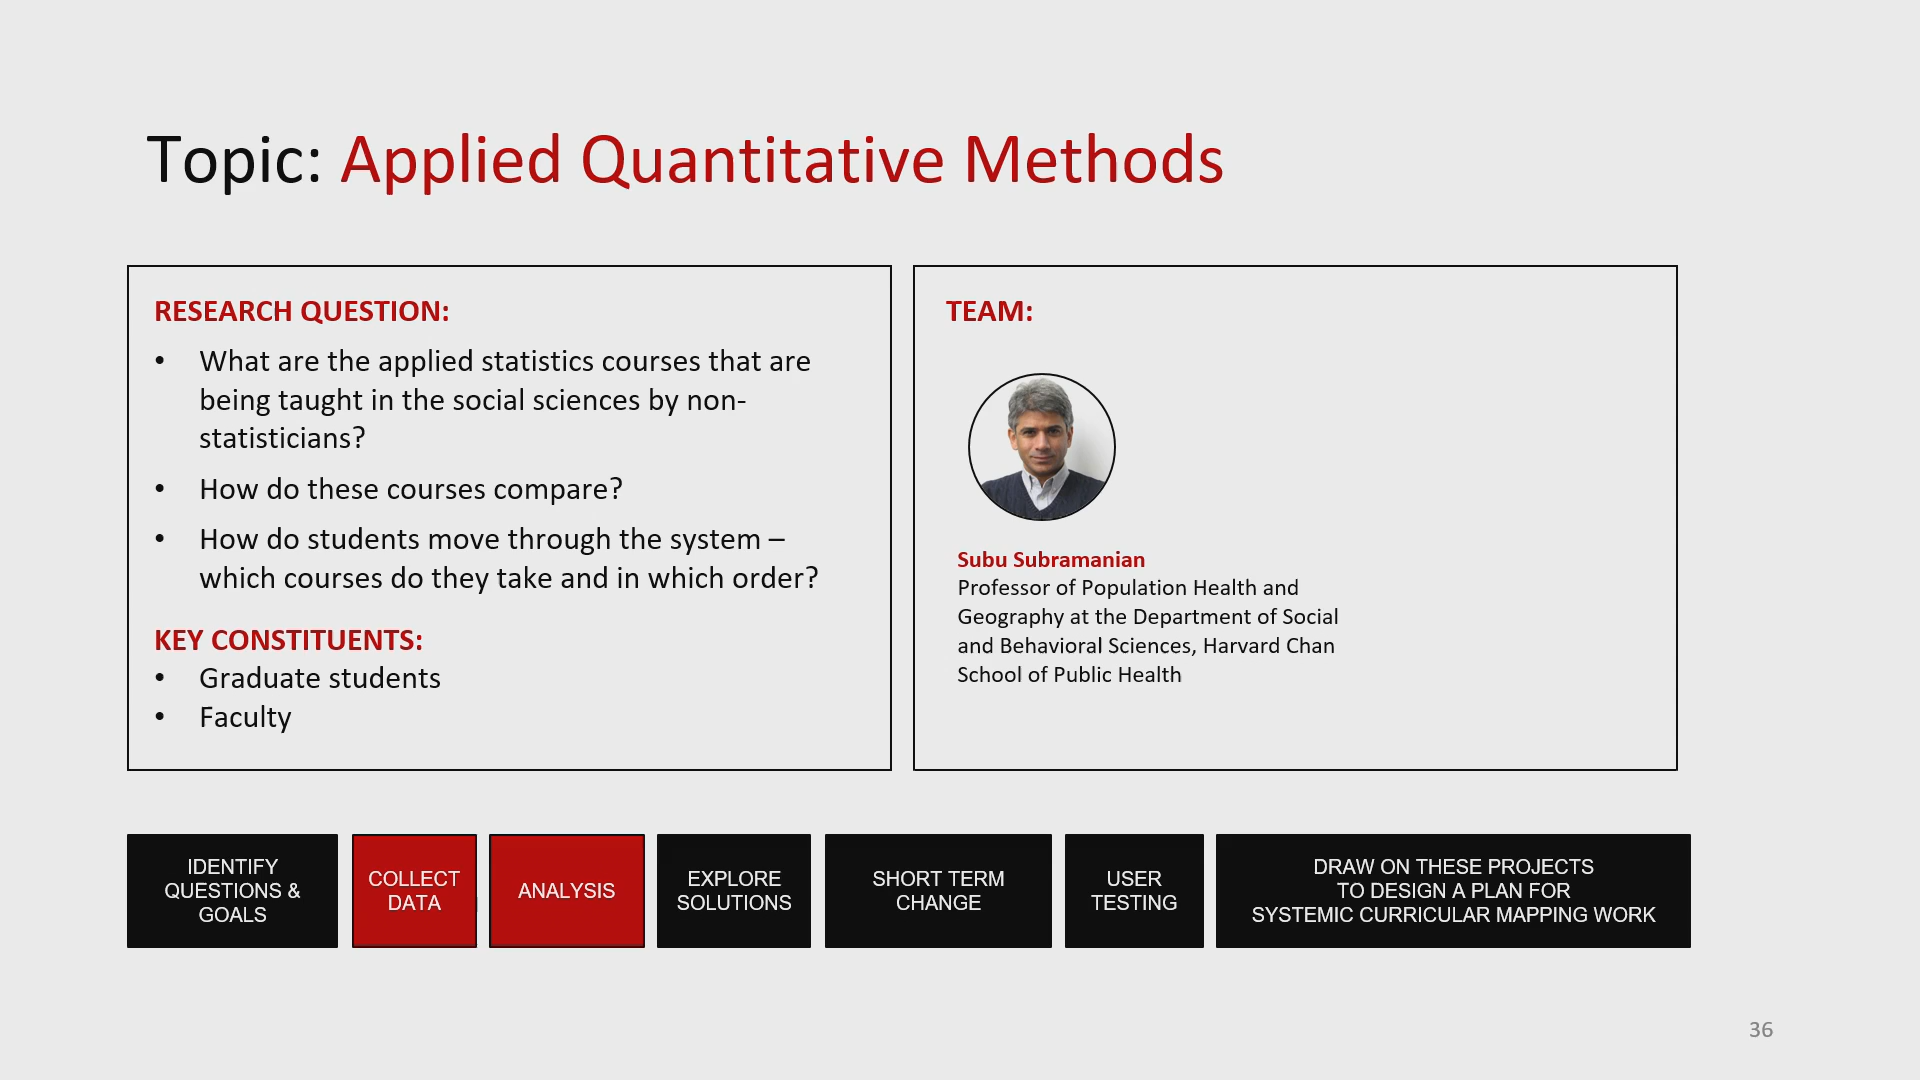 Topic: Applied Quantitative Methods
RESEARCH QUESTION:
• What are the applied statistics courses that are
being taught in the social sciences by non-
statisticians?
• How do these courses compare?
• How do students move through the system –
which courses do they take and in which order?
KEY CONSTITUENTS:
• Graduate students
• Faculty
TEAM:
Subu Subramanian
Professor of Population Health and
Geography at the Department of Social
and Behavioral Sciences, Harvard Chan
School of Public Health
IDENTIFY
QUESTIONS &
GOALS
COLLECT
DATA
ANALYSIS
EXPLORE
SOLUTIONS
SHORT TERM
CHANGE
USER
TESTING
DRAW ON THESE PROJECTS
TO DESIGN A PLAN FOR
SYSTEMIC CURRICULAR MAPPING WORK
36